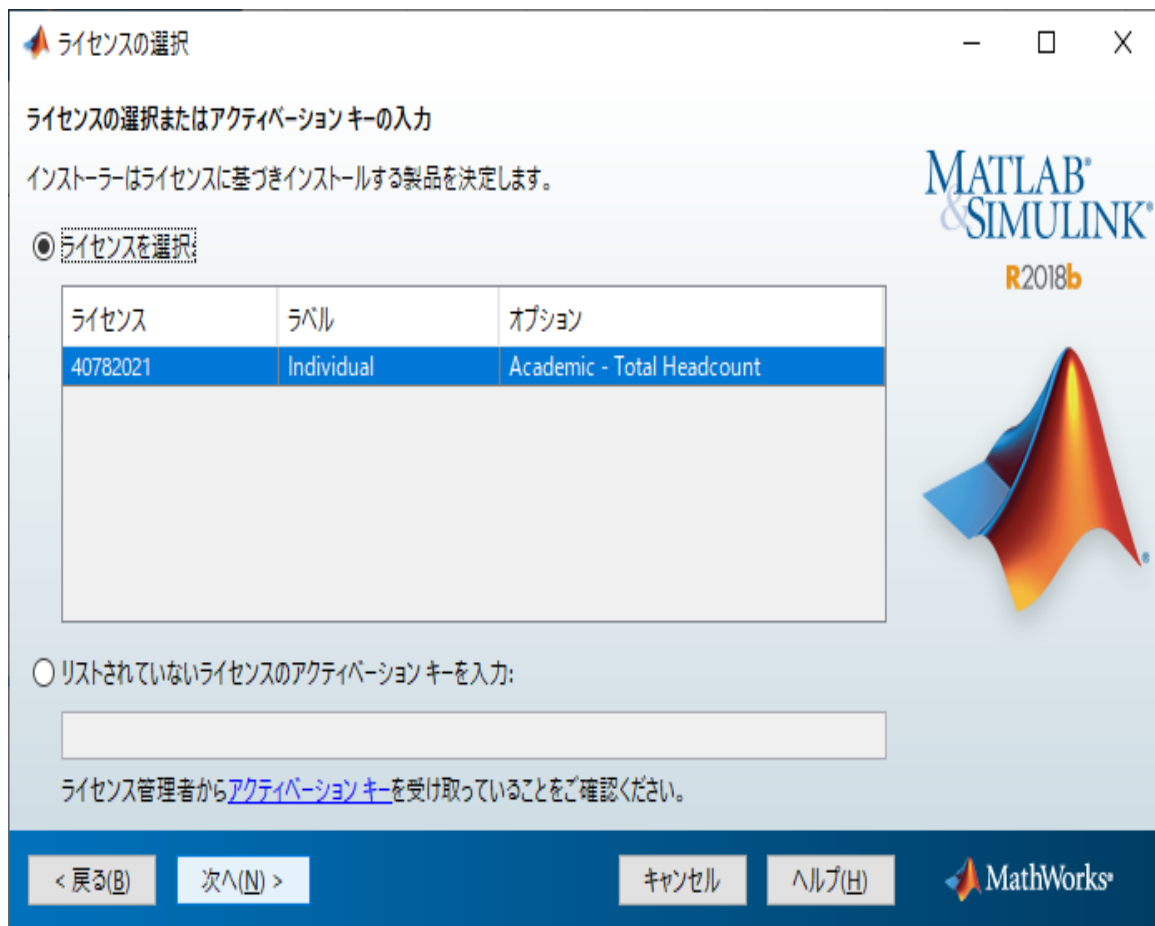 ライセンスの選択
ライセンスの選択またはアクティベーション キーの入力
インストーラーはライセンスに基づきインストールする製品を決定します。
MATLAB®
&SIMULINK®
R2018b
ライセンスを選択:
ライセンス ラベル オプション
40782021 Individual Academic - Total Headcount
リストされていないライセンスのアクティベーション キーを入力:
ライセンス管理者からアクティベーション キーを受け取っていることをご確認ください。
< 戻る(B) 次へ(N) > キャンセル ヘルプ(H) MathWorks®